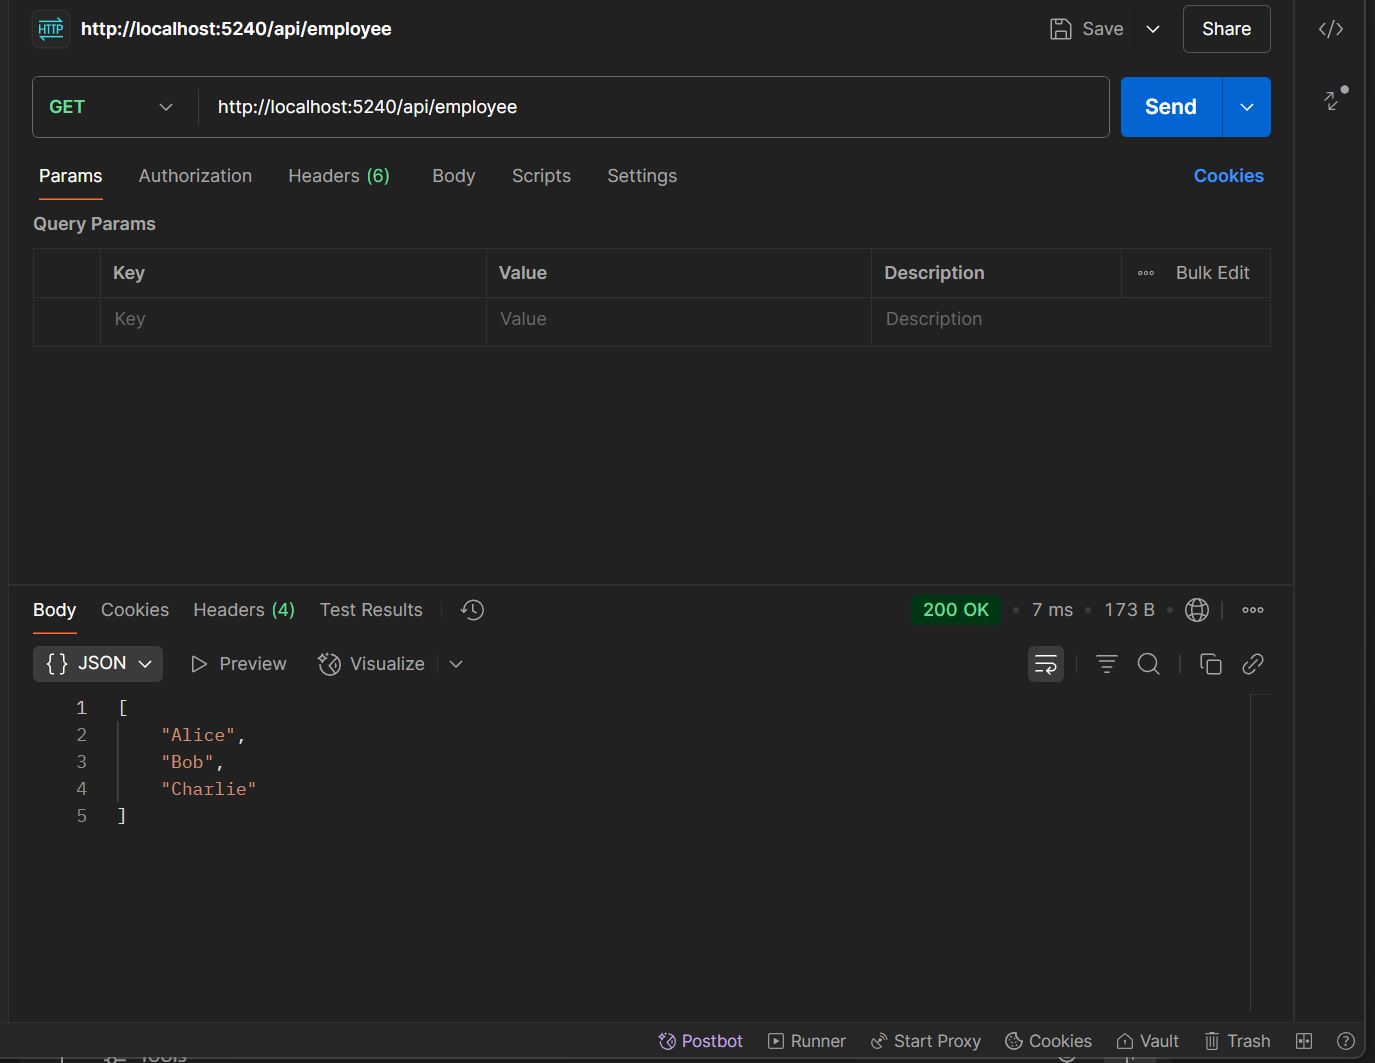 HTTP http://localhost:5240/api/employee Save Share
GET http://localhost:5240/api/employee Send
Params Authorization Headers (6) Body Scripts Settings Cookies
Query Params
Key Value Description Bulk Edit
Key Value Description
Body Cookies Headers (4) Test Results 200 OK • 7 ms • 173 B •
{} JSON Preview Visualize
1 [
2 "Alice",
3 "Bob",
4 "Charlie"
5 ]
Postbot Runner Start Proxy Cookies Vault Trash